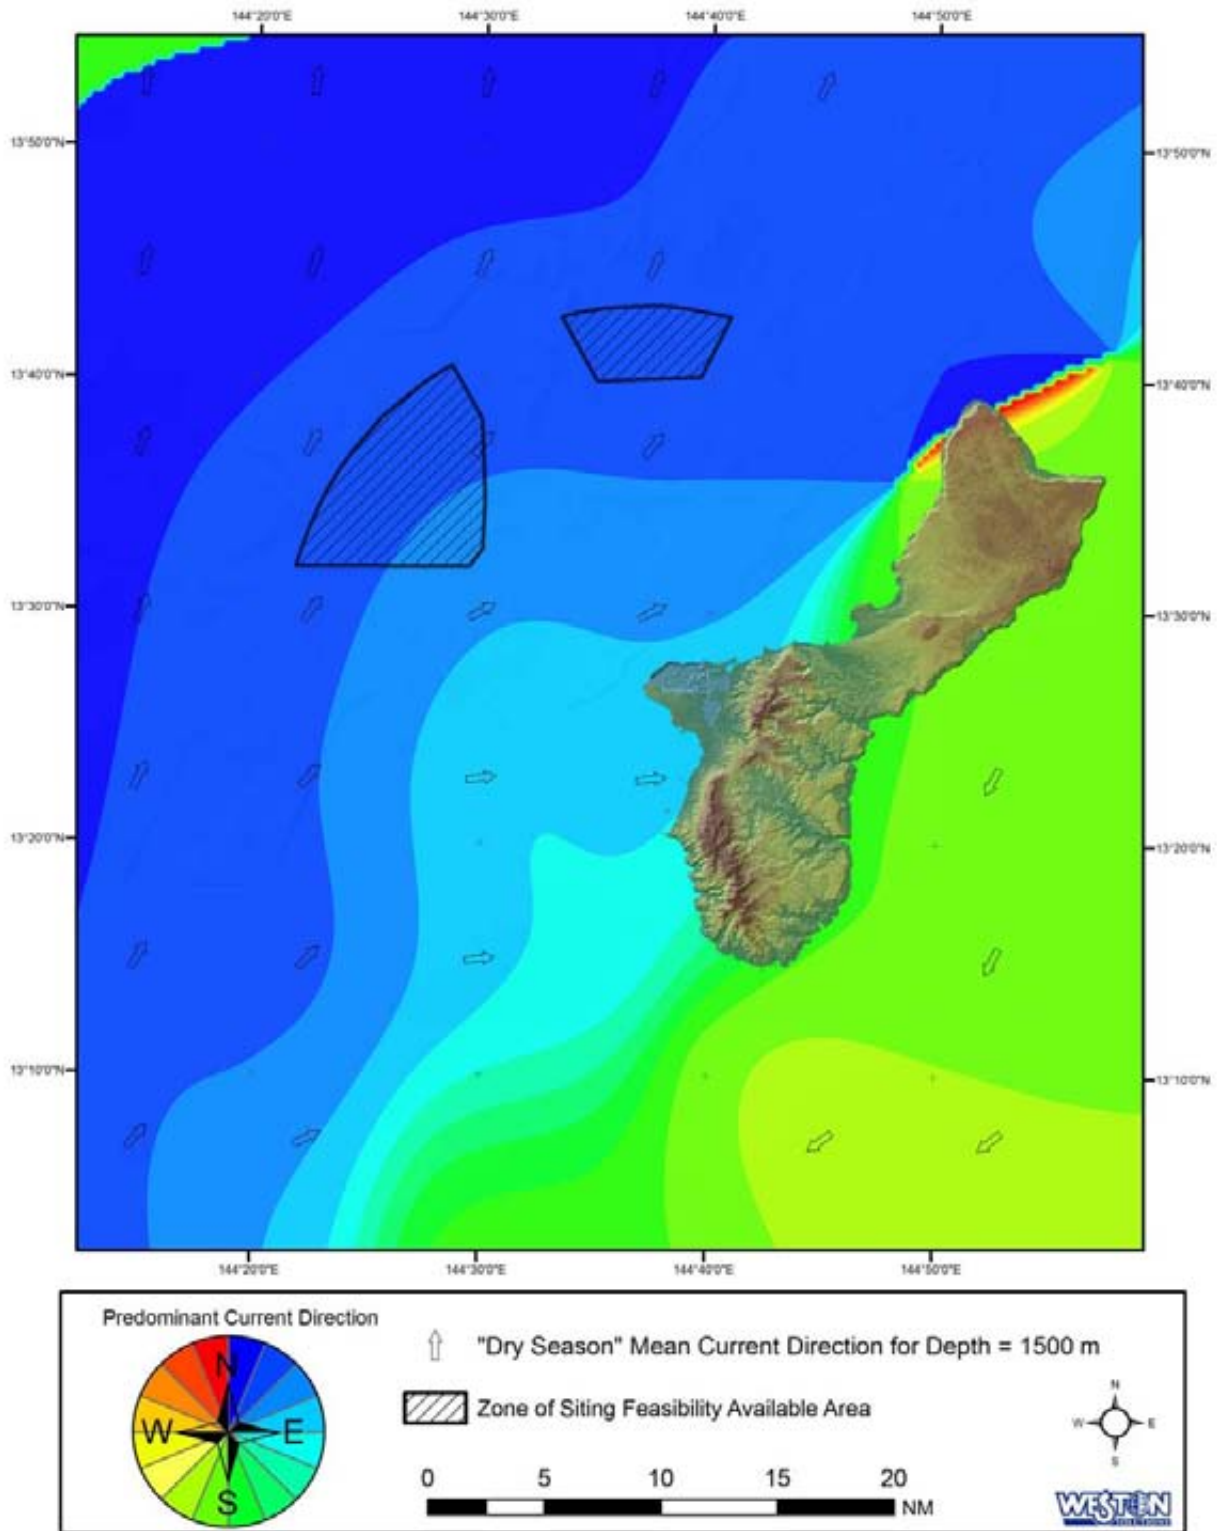 144°20'0"E 144°30'0"E 144°40'0"E 144°50'0"E
13°50'0"N 13°50'0"N
13°40'0"N 13°40'0"N
13°30'0"N 13°30'0"N
13°20'0"N 13°20'0"N
13°10'0"N 13°10'0"N
144°20'0"E 144°30'0"E 144°40'0"E 144°50'0"E
Predominant Current Direction
N
W E
S
"Dry Season" Mean Current Direction for Depth = 1500 m
Zone of Siting Feasibility Available Area
0 5 10 15 20
NM
N
W E
S
WESTON
SOLUTIONS